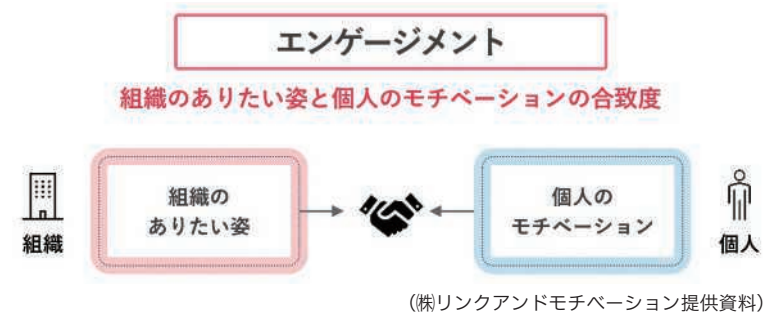 エンゲージメント
組織のありたい姿と個人のモチベーションの合致度
組織の
ありたい姿
個人の
モチベーション
組織
個人
(㈱リンクアンドモチベーション提供資料)